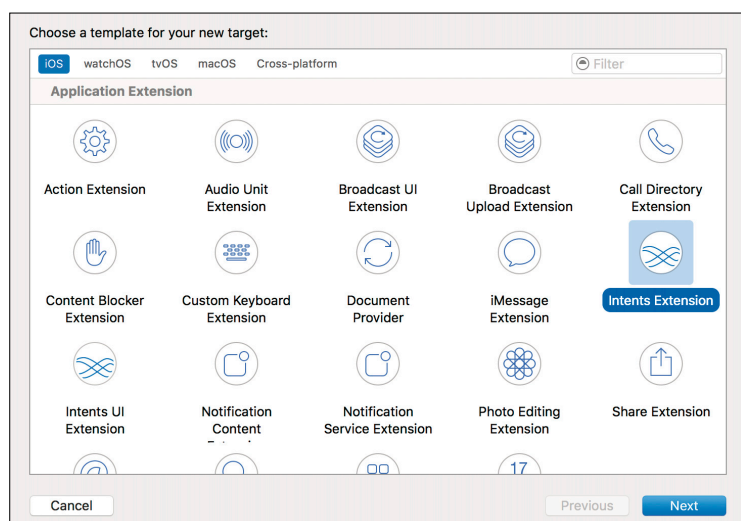 Choose a template for your new target:
iOS watchOS tvOS macOS Cross-platform Filter
Application Extension
Action Extension
Audio Unit
Extension
Broadcast UI
Extension
Broadcast
Upload Extension
Call Directory
Extension
Content Blocker
Extension
Custom Keyboard
Extension
Document
Provider
iMessage
Extension
Intents Extension
Intents UI
Extension
Notification
Content
Notification
Service Extension
Photo Editing
Extension
Share Extension
17
Cancel Previous Next